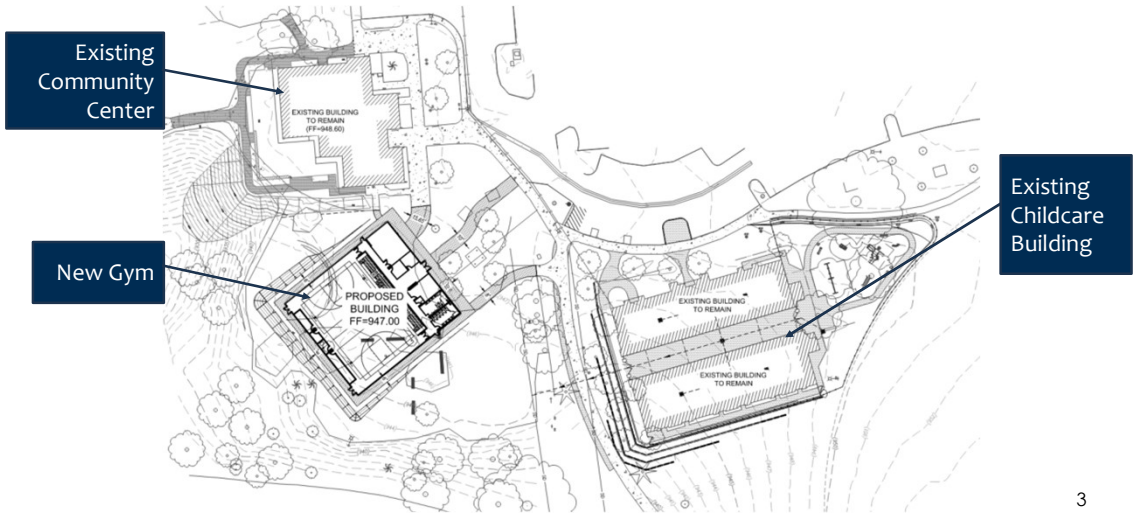 Existing
Community
Center
EXISTING BUILDING
TO REMAIN
(FF=948.60)
New Gym
PROPOSED
BUILDING
FF=947.00
EXISTING BUILDING
TO REMAIN
EXISTING BUILDING
TO REMAIN
Existing
Childcare
Building
3